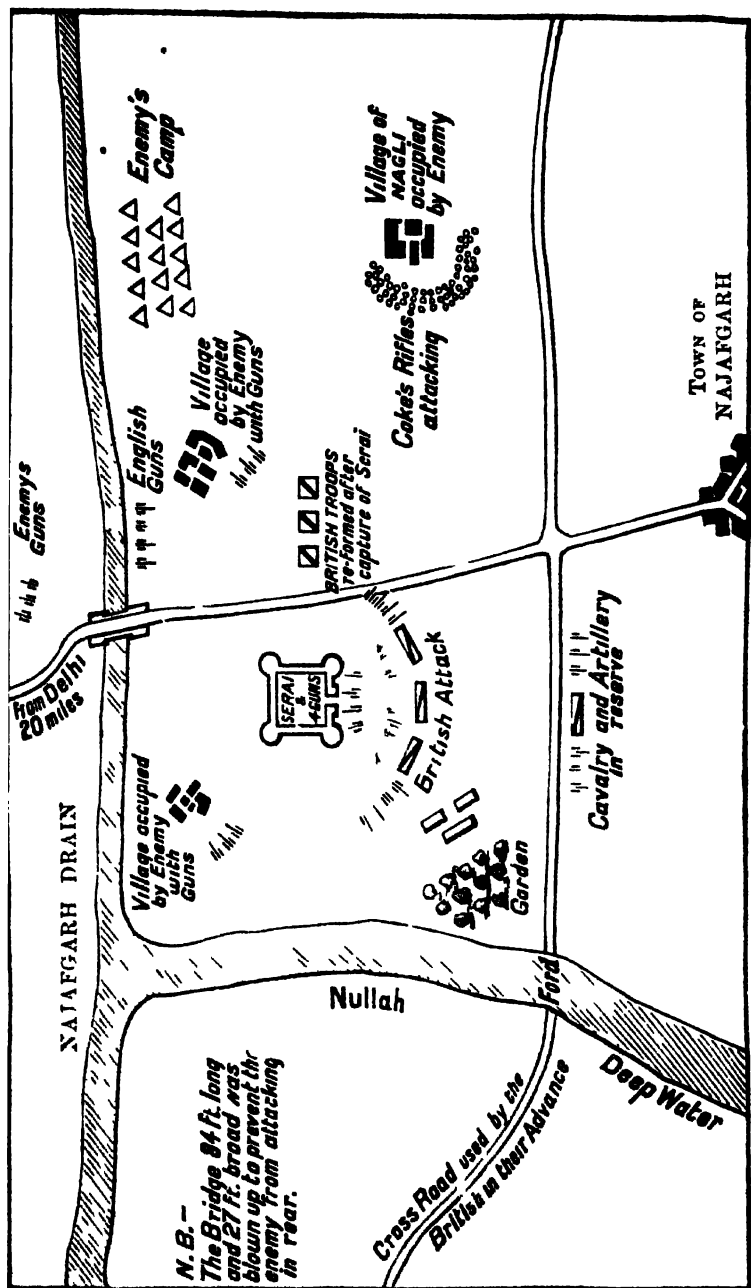 NAJAFGARH DRAIN
From Delhi
20 miles
Enemys
Guns
English
Guns
Enemy's
Camp
Village occupied
by Enemy
with
Guns
SERAI
&
4 GUNS
Village
occupied
by Enemy
with Guns
BRITISH TROOPS
re-formed after
capture of Serai
Village of
NAGLI
occupied
by Enemy
Coke's Rifles
attacking
British Attack
Garden
Nullah
Ford
Deep Water
Cavalry and Artillery
in reserve
TOWN OF
NAJAFGARH
Cross Road used by the
British in their Advance
N.B.-
The Bridge 84 ft. long
and 27 ft. broad was
blown up to prevent thr
enemy from attacking
in rear.